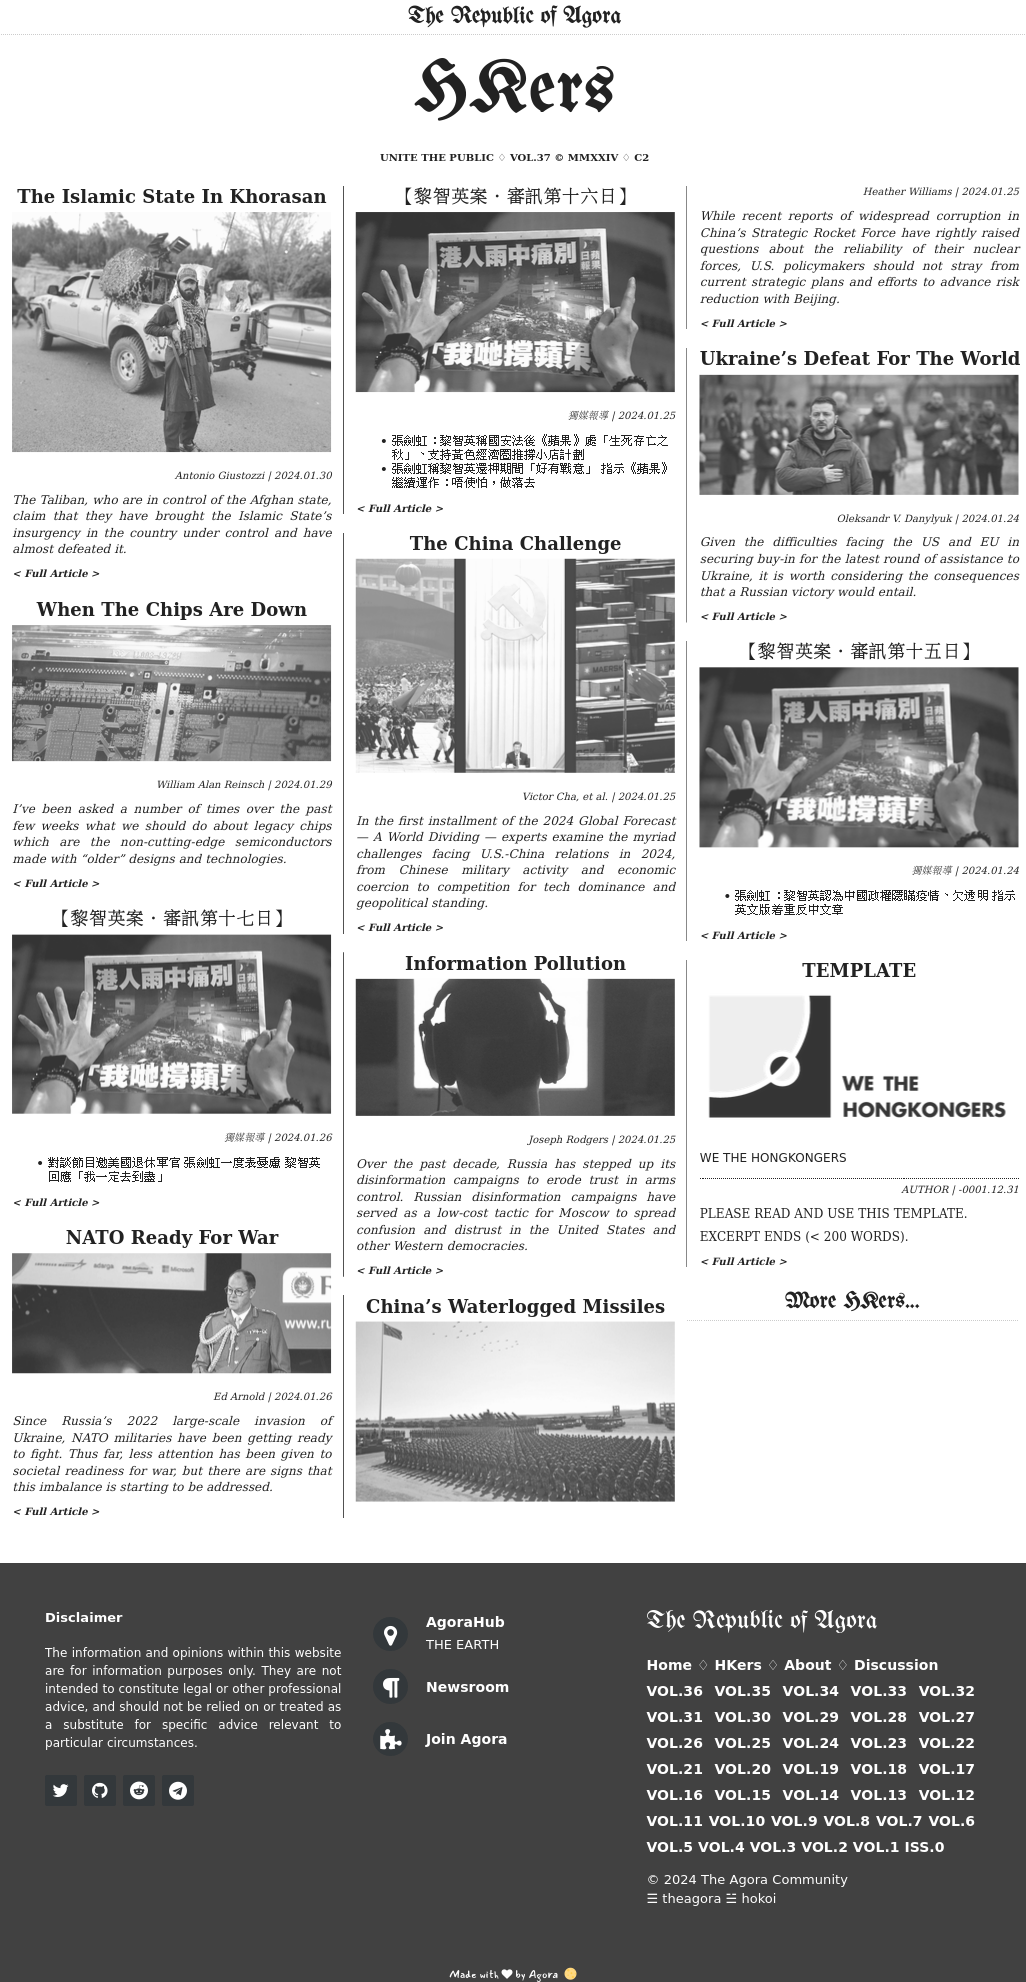 The Republic of Agora
HKers
UNITE THE PUBLIC ♢ VOL.37 © MMXXIV ♢ C2
The Islamic State In Khorasan
Antonio Giustozzi | 2024.01.30
The Taliban, who are in control of the Afghan state,
claim that they have brought the Islamic State’s
insurgency in the country under control and have
almost defeated it.
< Full Article >
When The Chips Are Down
William Alan Reinsch | 2024.01.29
I’ve been asked a number of times over the past
few weeks what we should do about legacy chips
which are the non-cutting-edge semiconductors
made with “older” designs and technologies.
< Full Article >
【黎智英案・審訊第十七日】
港人雨中痛別
蘋果日報
「我哋撐蘋果
獨媒報導 | 2024.01.26
• 對談節目邀美國退休軍官 張劍虹一度表憂慮 黎智英
回應「我一定去到盡」
< Full Article >
NATO Ready For War
Microsoft
www.ru
Ed Arnold | 2024.01.26
Since Russia’s 2022 large-scale invasion of
Ukraine, NATO militaries have been getting ready
to fight. Thus far, less attention has been given to
societal readiness for war, but there are signs that
this imbalance is starting to be addressed.
< Full Article >
【黎智英案・審訊第十六日】
港人雨中痛別
蘋果日報
「我哋撐蘋果
獨媒報導 | 2024.01.25
• 張劍虹：黎智英稱國安法後《蘋果》處「生死存亡之
秋」、支持黃色經濟圈推撐小店計劃
• 張劍虹稱黎智英還押期間「好有戰意」 指示《蘋果》
繼續運作：唔使怕，做落去
< Full Article >
The China Challenge
MAERSK
Victor Cha, et al. | 2024.01.25
In the first installment of the 2024 Global Forecast
— A World Dividing — experts examine the myriad
challenges facing U.S.-China relations in 2024,
from Chinese military activity and economic
coercion to competition for tech dominance and
geopolitical standing.
< Full Article >
Information Pollution
Joseph Rodgers | 2024.01.25
Over the past decade, Russia has stepped up its
disinformation campaigns to erode trust in arms
control. Russian disinformation campaigns have
served as a low-cost tactic for Moscow to spread
confusion and distrust in the United States and
other Western democracies.
< Full Article >
China’s Waterlogged Missiles
Heather Williams | 2024.01.25
While recent reports of widespread corruption in
China’s Strategic Rocket Force have rightly raised
questions about the reliability of their nuclear
forces, U.S. policymakers should not stray from
current strategic plans and efforts to advance risk
reduction with Beijing.
< Full Article >
Ukraine’s Defeat For The World
Oleksandr V. Danylyuk | 2024.01.24
Given the difficulties facing the US and EU in
securing buy-in for the latest round of assistance to
Ukraine, it is worth considering the consequences
that a Russian victory would entail.
< Full Article >
【黎智英案・審訊第十五日】
港人雨中痛別
蘋果日報
「我哋撐蘋果
獨媒報導 | 2024.01.24
• 張劍虹：黎智英認為中國政權隱瞞疫情、欠透明 指示
英文版着重反中文章
< Full Article >
TEMPLATE
WE THE
HONGKONGERS
WE THE HONGKONGERS
AUTHOR | -0001.12.31
PLEASE READ AND USE THIS TEMPLATE.
EXCERPT ENDS (< 200 WORDS).
< Full Article >
More HKers...
Disclaimer
The information and opinions within this website
are for information purposes only. They are not
intended to constitute legal or other professional
advice, and should not be relied on or treated as
a substitute for specific advice relevant to
particular circumstances.
AgoraHub
THE EARTH
Newsroom
Join Agora
The Republic of Agora
Home ♢ HKers ♢ About ♢ Discussion
VOL.36 VOL.35 VOL.34 VOL.33 VOL.32
VOL.31 VOL.30 VOL.29 VOL.28 VOL.27
VOL.26 VOL.25 VOL.24 VOL.23 VOL.22
VOL.21 VOL.20 VOL.19 VOL.18 VOL.17
VOL.16 VOL.15 VOL.14 VOL.13 VOL.12
VOL.11 VOL.10 VOL.9 VOL.8 VOL.7 VOL.6
VOL.5 VOL.4 VOL.3 VOL.2 VOL.1 ISS.0
© 2024 The Agora Community
☰ theagora ☱ hokoi
Made with ♥ by Agora